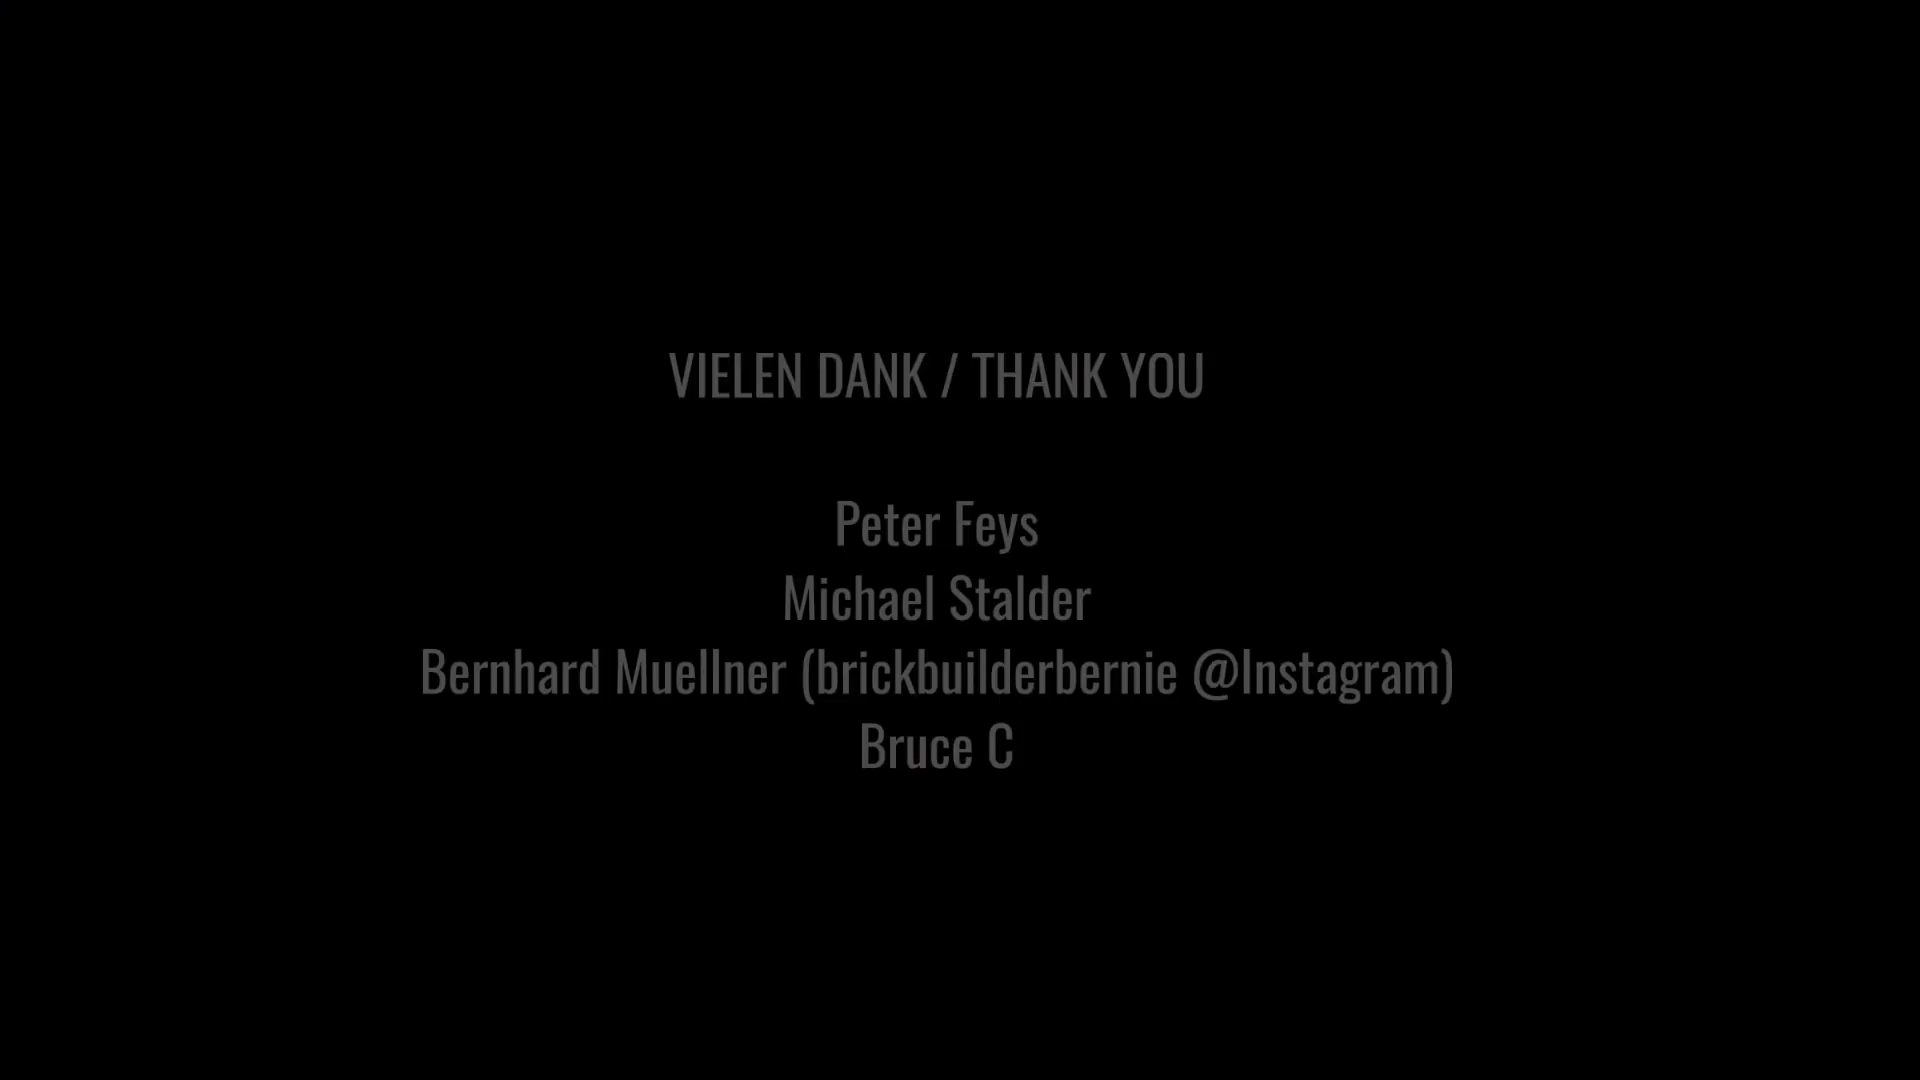 VIELEN DANK / THANK YOU
Peter Feys
Michael Stalder
Bernhard Muellner (brickbuilderbernie @Instagram)
Bruce C